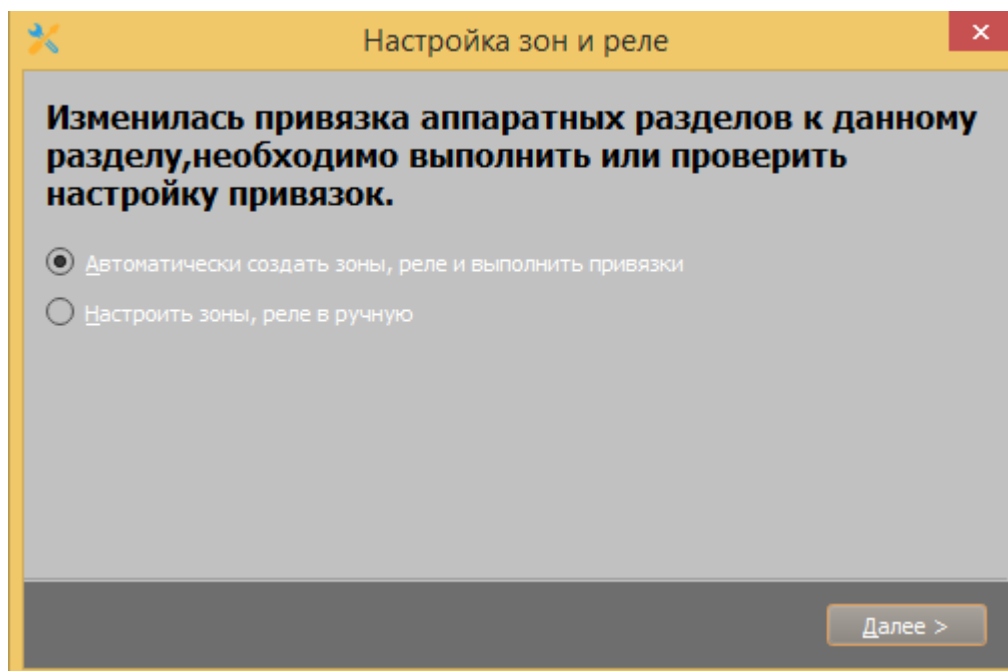 Настройка зон и реле
Изменилась привязка аппаратных разделов к данному
разделу,необходимо выполнить или проверить
настройку привязок.
Автоматически создать зоны, реле и выполнить привязки
Настроить зоны, реле в ручную
Далее >